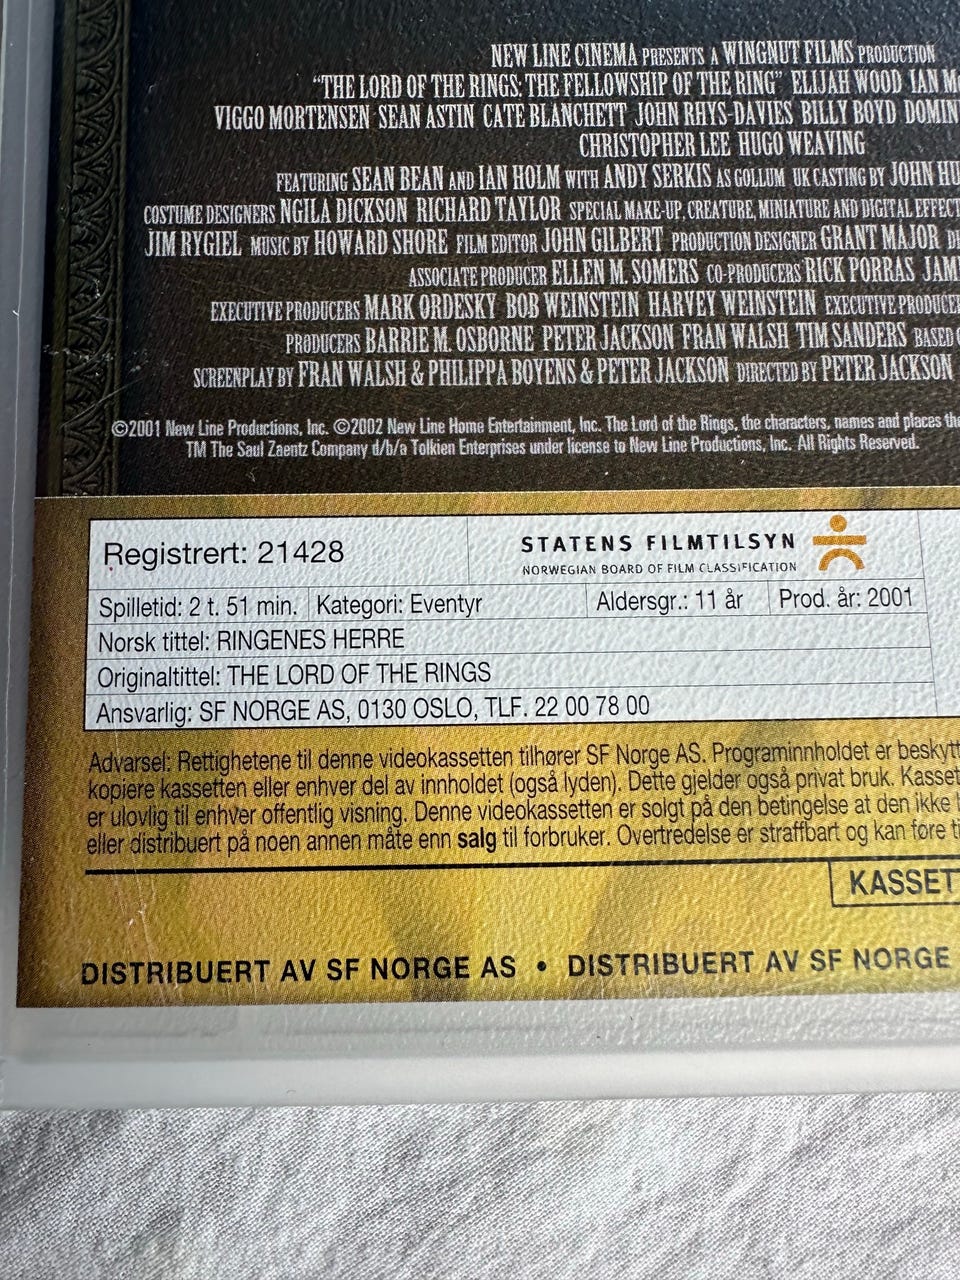 NEW LINE CINEMA PRESENTS A WINGNUT FILMS PRODUCTION
"THE LORD OF THE RINGS: THE FELLOWSHIP OF THE RING" ELIJAH WOOD IAN
VIGGO MORTENSEN SEAN ASTIN CATE BLANCHETT JOHN RHYS-DAVIES BILLY BOYD
CHRISTOPHER LEE HUGO WEAVING
FEATURING SEAN BEAN AND IAN HOLM WITH ANDY SERKIS AS GOLLUM UK CASTING BY JOHN
COSTUME DESIGNERS NGILA DICKSON RICHARD TAYLOR SPECIAL MAKE-UP, CREATURE, MINIATURE AND DIGITAL EFFECT
JIM RYGIEL MUSIC BY HOWARD SHORE FILM EDITOR JOHN GILBERT PRODUCTION DESIGNER GRANT MAJOR
ASSOCIATE PRODUCER ELLEN M. SOMERS CO-PRODUCERS RICK PORRAS
EXECUTIVE PRODUCERS MARK ORDESKY BOB WEINSTEIN HARVEY WEINSTEIN EXECUTIVE
PRODUCERS BARRIE M. OSBORNE PETER JACKSON FRAN WALSH TIM SANDERS BASED
SCREENPLAY BY FRAN WALSH & PHILIPPA BOYENS & PETER JACKSON DIRECTED BY PETER JACKSON
©2001 New Line Productions, Inc. ©2002 New Line Home Entertainment, Inc. The Lord of the Rings, the characters, names and places
TM The Saul Zaentz Company d/b/a Tolkien Enterprises under license to New Line Productions, Inc. All Rights Reserved.
Registrert: 21428
STATENS FILMTILSYN
NORWEGIAN BOARD OF FILM CLASSIFICATION
Spilletid: 2 t. 51 min. Kategori: Eventyr Aldersgr.: 11 år Prod. år: 2001
Norsk tittel: RINGENES HERRE
Originaltittel: THE LORD OF THE RINGS
Ansvarlig: SF NORGE AS, 0130 OSLO, TLF. 22 00 78 00
Advarsel: Rettighetene til denne videokassetten tilhører SF Norge AS. Programinnholdet er beskytt
kopiere kassetten eller enhver del av innholdet (også lyden). Dette gjelder også privat bruk. Kasset
er ulovlig til enhver offentlig visning. Denne videokassetten er solgt på den betingelse at den ikke
eller distribuert på noen annen måte enn salg til forbruker. Overtredelse er straffbart og kan føre
KASSET
DISTRIBUERT AV SF NORGE AS • DISTRIBUERT AV SF NORGE